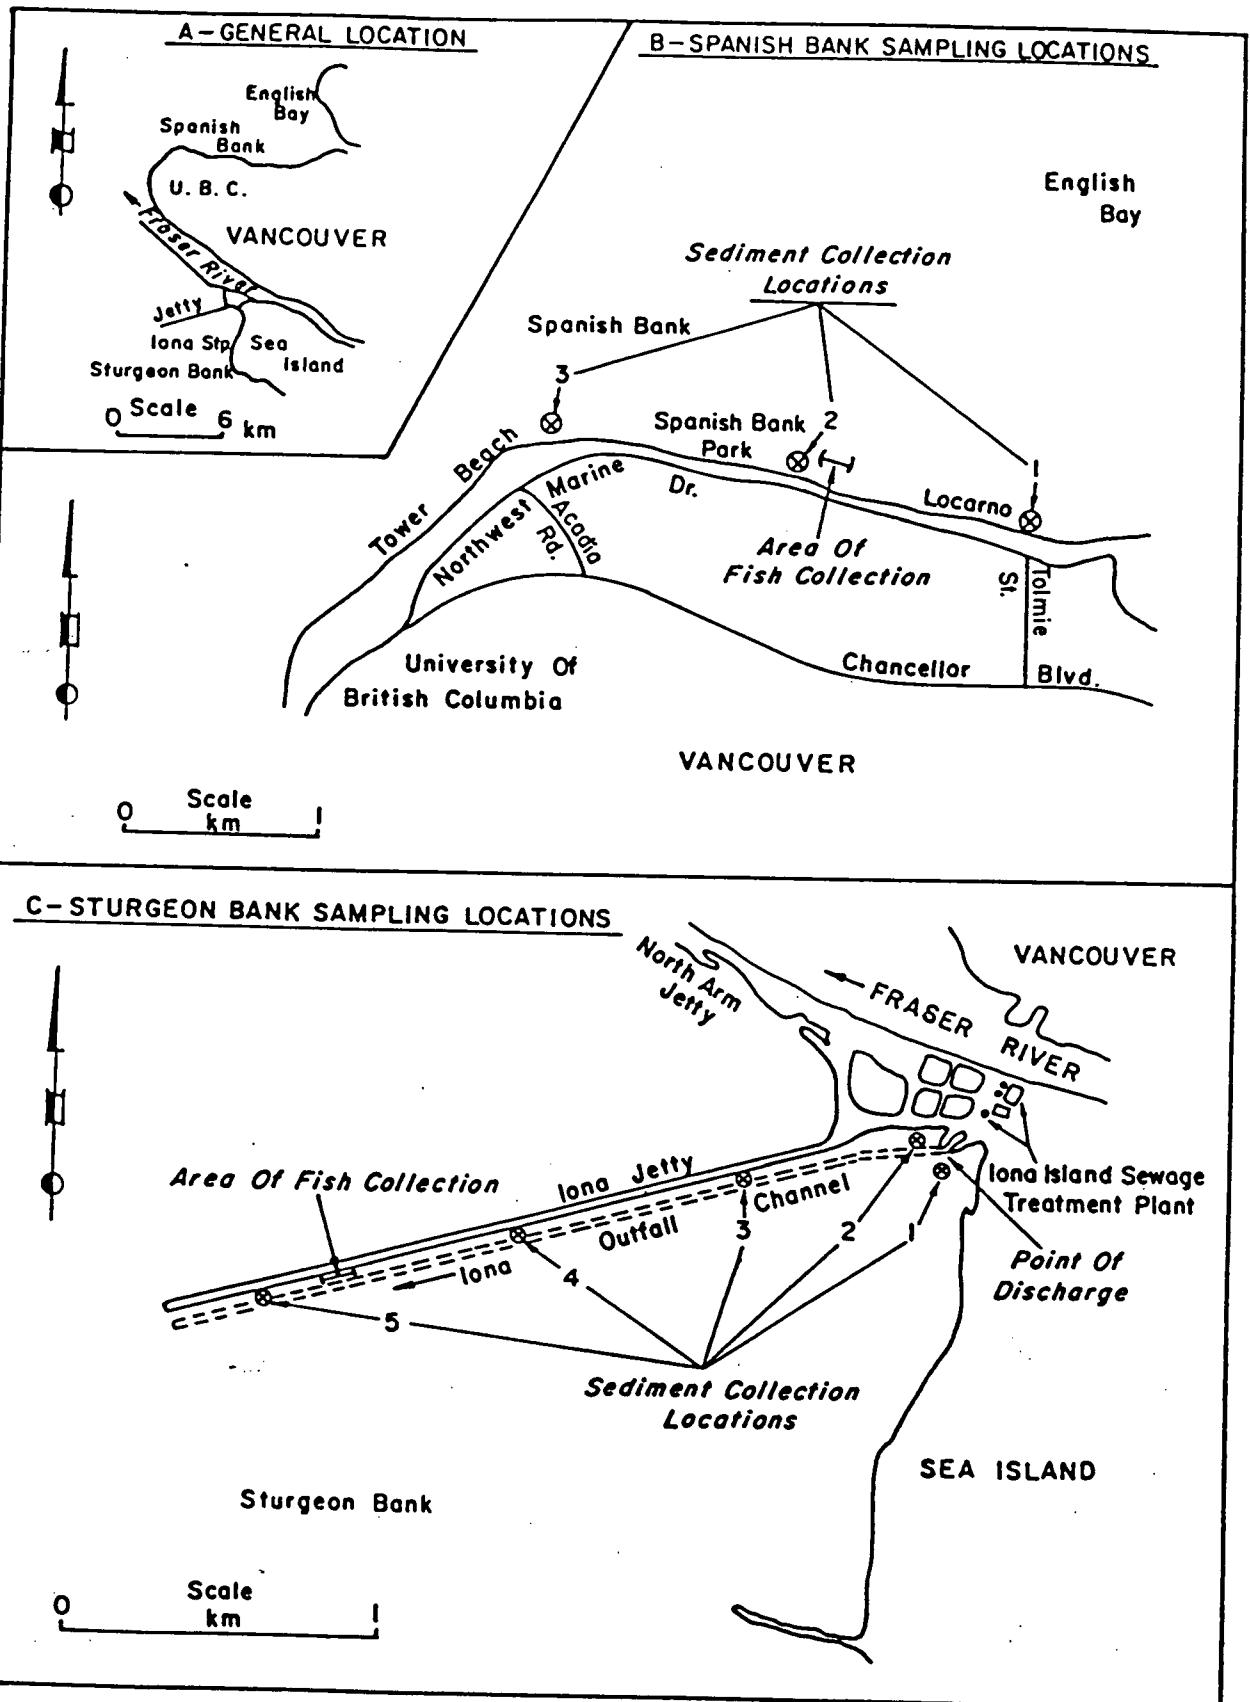 A-GENERAL LOCATION
English
Bay
Spanish
Bank
U. B. C.
Fraser River
VANCOUVER
Jetty
Iona Stp.
Sea
Island
Sturgeon Bank
0 Scale 6 km
B-SPANISH BANK SAMPLING LOCATIONS
English
Bay
Sediment Collection
Locations
Spanish Bank
3
2
1
Spanish Bank
Park
Tower Beach
Northwest Marine Dr.
Acadia
Rd.
Locarno
Area Of
Fish Collection
Tolmie
St.
University Of
British Columbia
Chancellor Blvd.
VANCOUVER
Scale
0 km 1
C-STURGEON BANK SAMPLING LOCATIONS
North Arm
Jetty
FRASER RIVER
VANCOUVER
Area Of Fish Collection
Iona Jetty
Iona Outfall Channel
Iona Island Sewage
Treatment Plant
Point Of
Discharge
5
4
3
2
1
Sediment Collection
Locations
SEA ISLAND
Sturgeon Bank
Scale
0 km 1